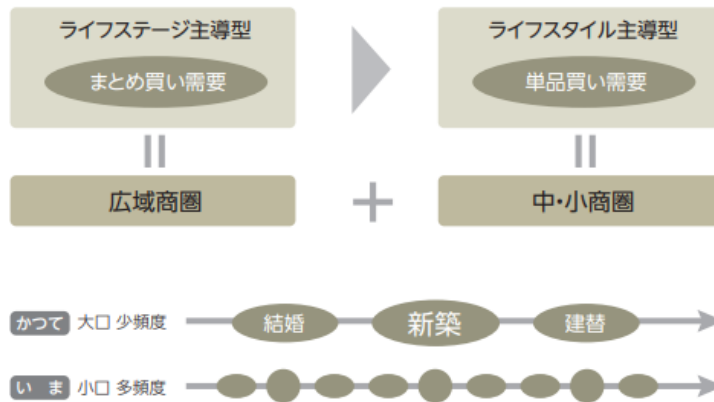 ライフステージ主導型
まとめ買い需要
ライフスタイル主導型
単品買い需要
広域商圏
+
中・小商圏
かつて 大口 少頻度
結婚
新築
建替
いま 小口 多頻度